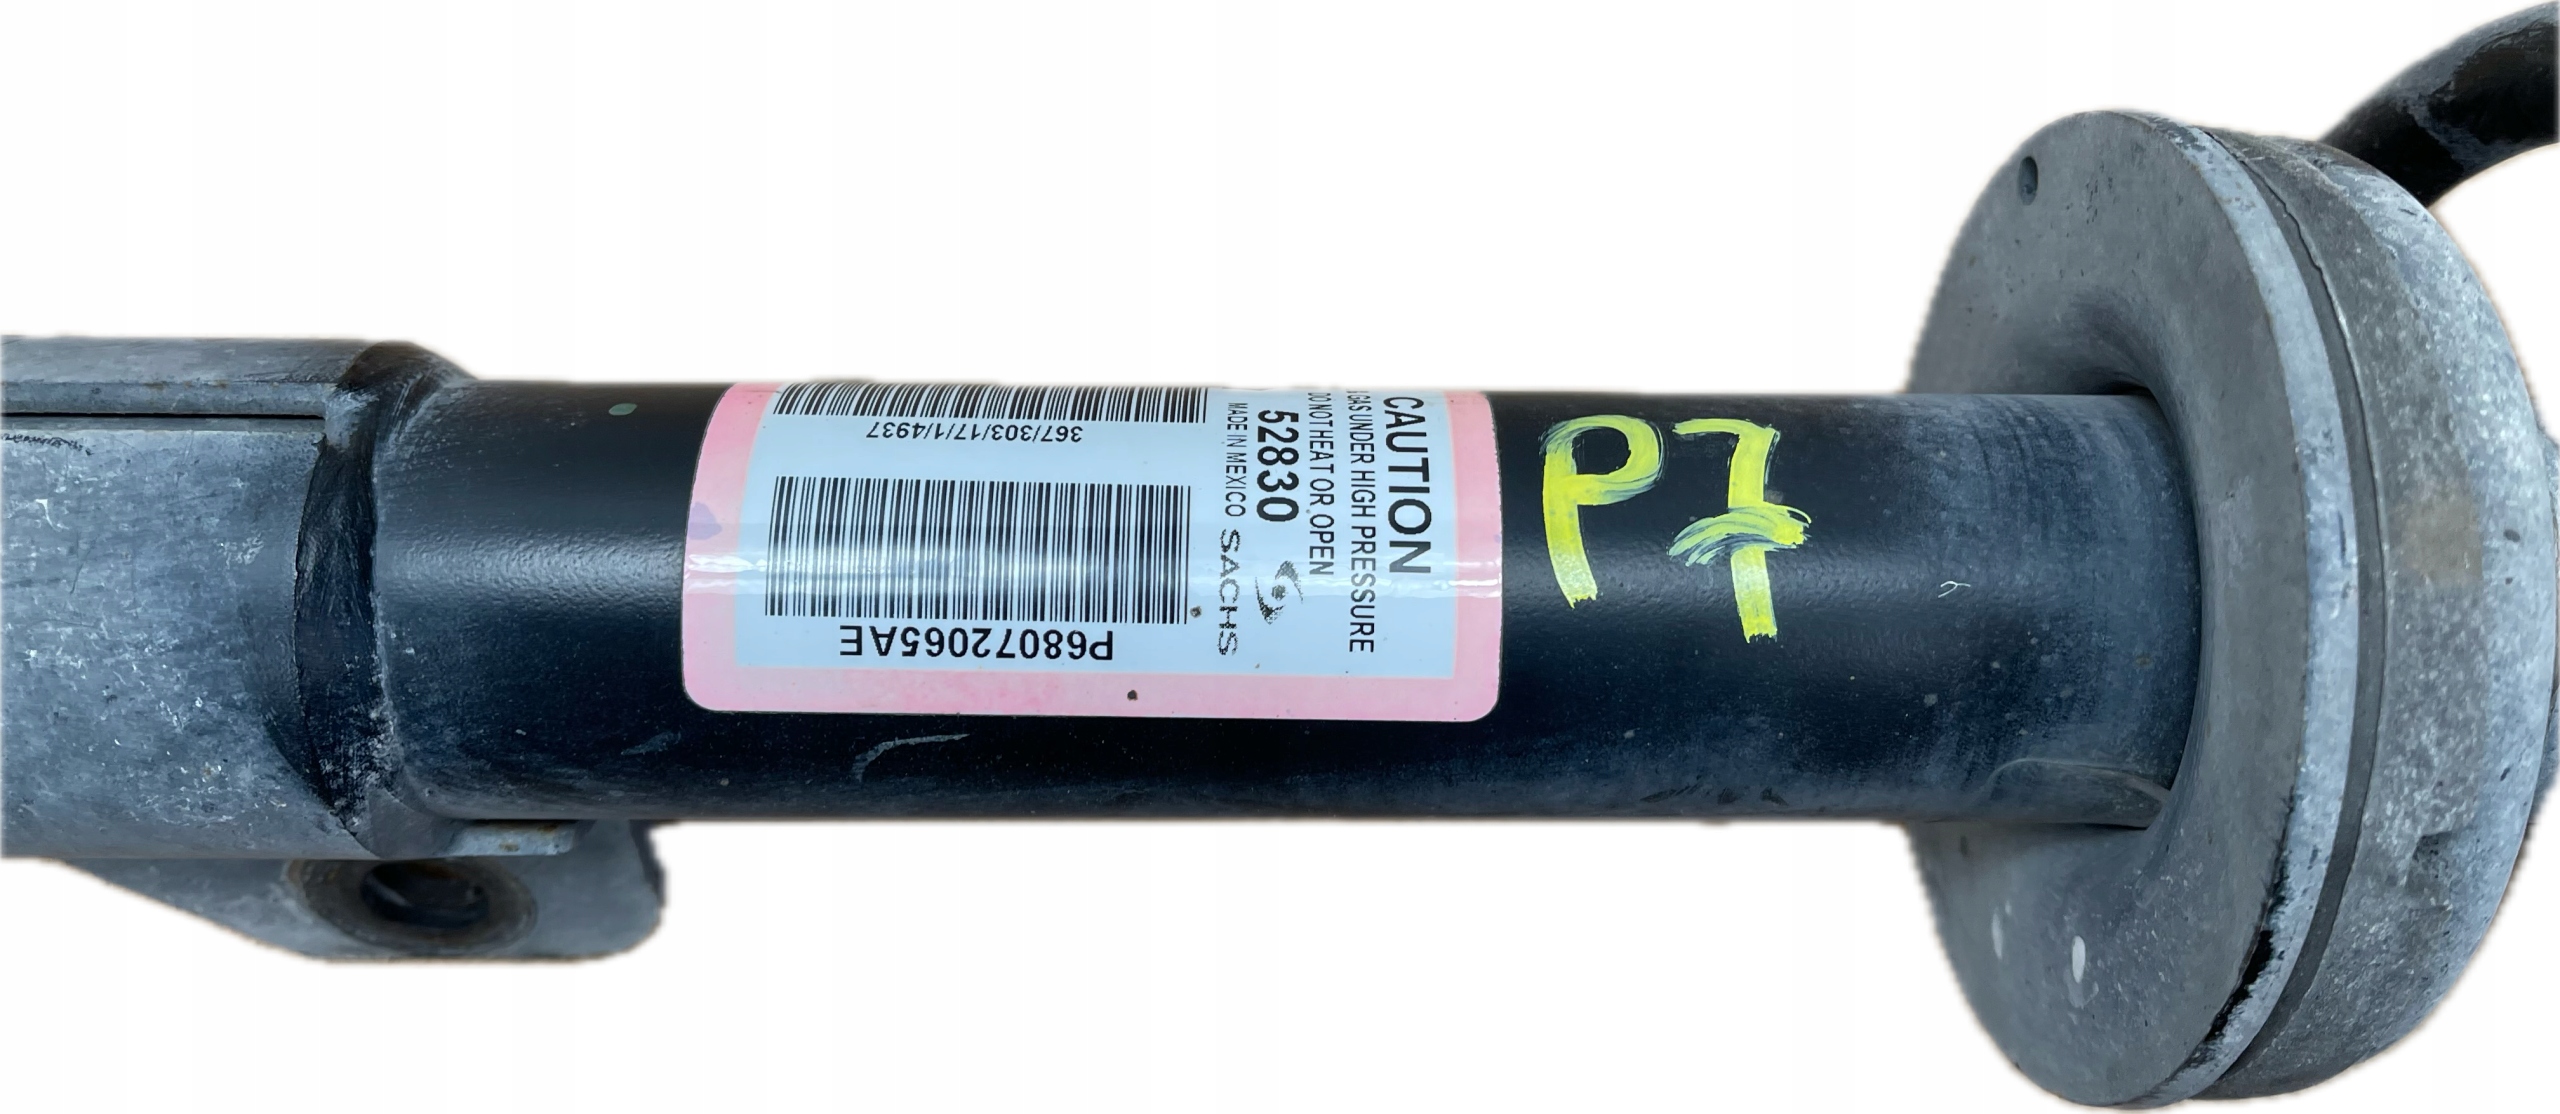 CAUTION
GAS UNDER HIGH PRESSURE
DO NOT HEAT OR OPEN
52830
MADE IN MEXICO
SACHS
367/303/17/1/4937
P68072065AE
P7